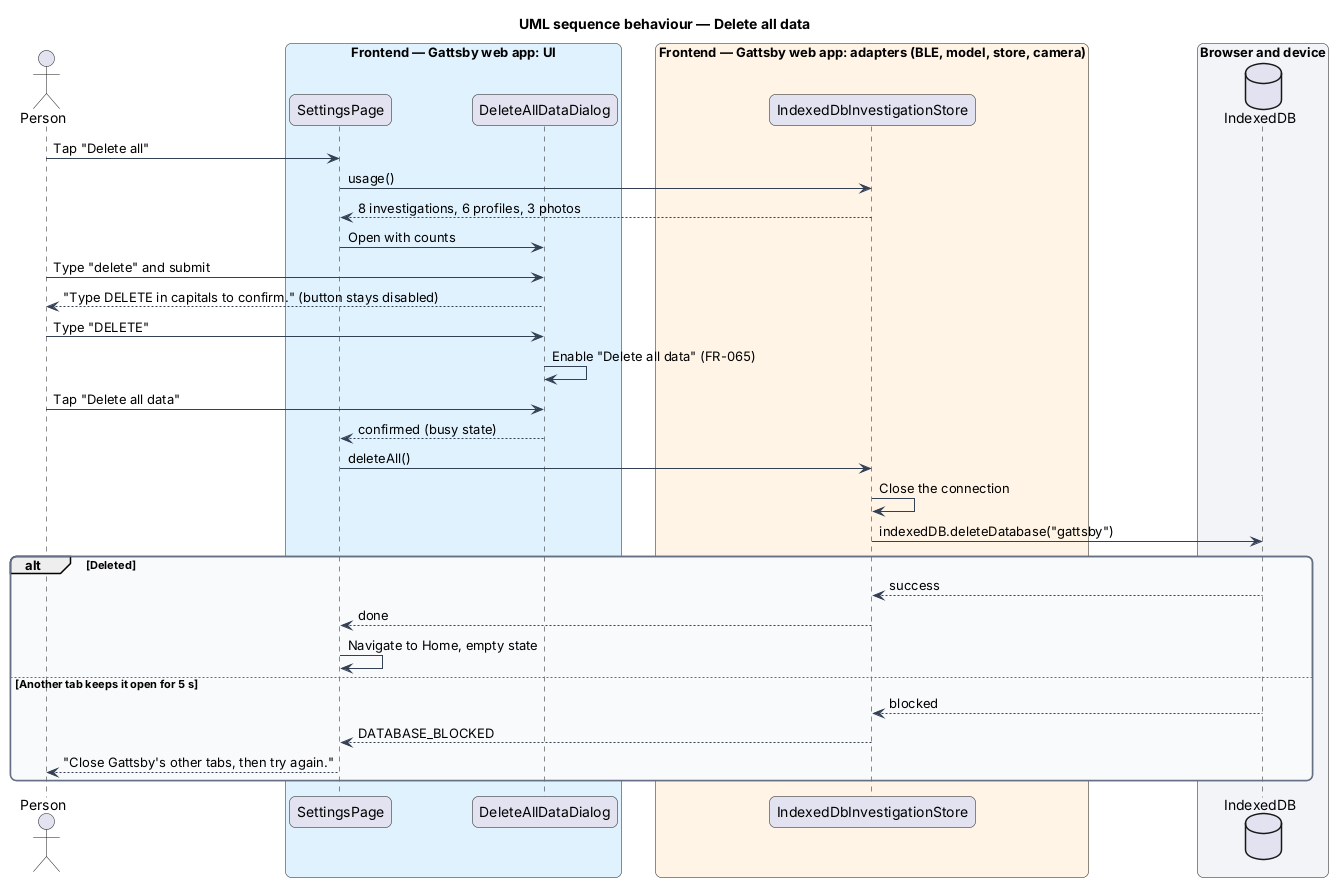 UML sequence behaviour — Delete all data
Frontend — Gattsby web app: UI
Frontend — Gattsby web app: adapters (BLE, model, store, camera)
Browser and device
Person
SettingsPage
DeleteAllDataDialog
IndexedDbInvestigationStore
IndexedDB
Tap "Delete all"
usage()
8 investigations, 6 profiles, 3 photos
Open with counts
Type "delete" and submit
"Type DELETE in capitals to confirm." (button stays disabled)
Type "DELETE"
Enable "Delete all data" (FR-065)
Tap "Delete all data"
confirmed (busy state)
deleteAll()
Close the connection
indexedDB.deleteDatabase("gattsby")
alt
[Deleted]
success
done
Navigate to Home, empty state
[Another tab keeps it open for 5 s]
blocked
DATABASE_BLOCKED
"Close Gattsby's other tabs, then try again."
Person
SettingsPage
DeleteAllDataDialog
IndexedDbInvestigationStore
IndexedDB